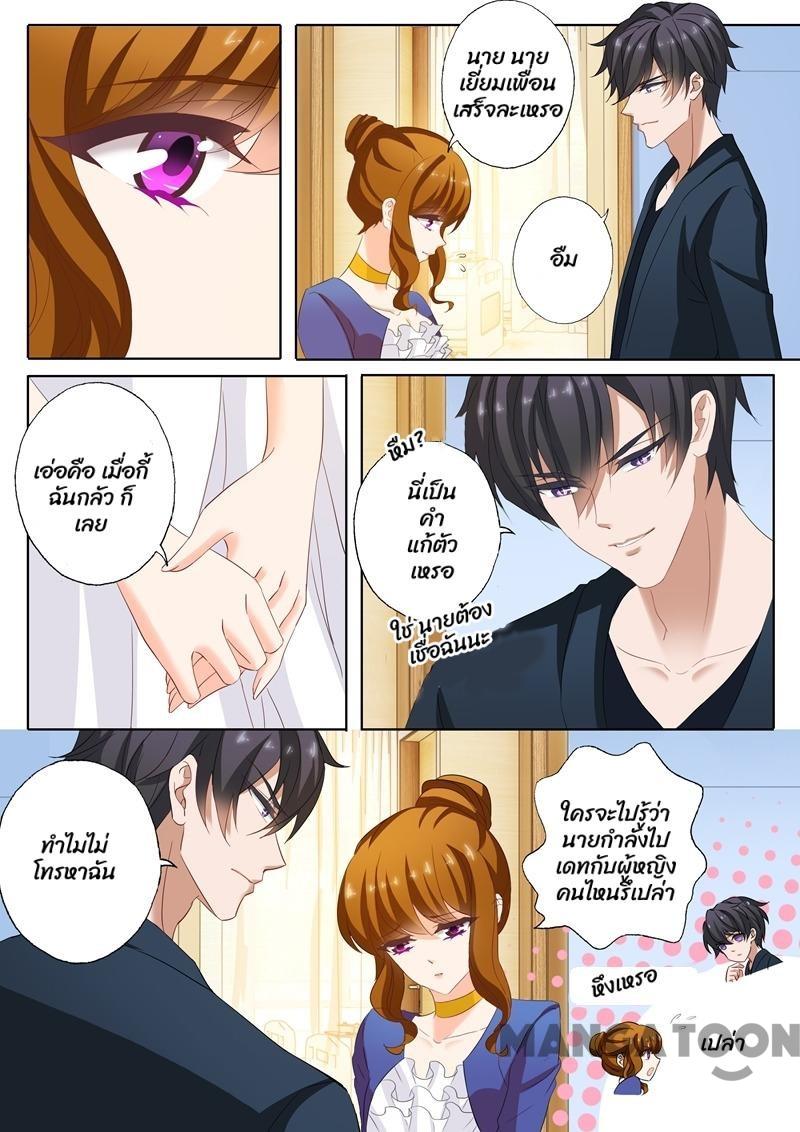 นาย นาย
เยี่ยมเพื่อน
เสร็จละเหรอ
อืม
เอ่อคือ เมื่อกี้
ฉันกลัว ก็
เลย
หืม?
นี่เป็น
คำ
แก้ตัว
เหรอ
ใช่ นายต้อง
เชื่อฉันนะ
ทำไมไม่
โทรหาฉัน
ใครจะไปรู้ว่า
นายกำลังไป
เดทกับผู้หญิง
คนไหนรึเปล่า
หึงเหรอ
เปล่า
MANGATOON